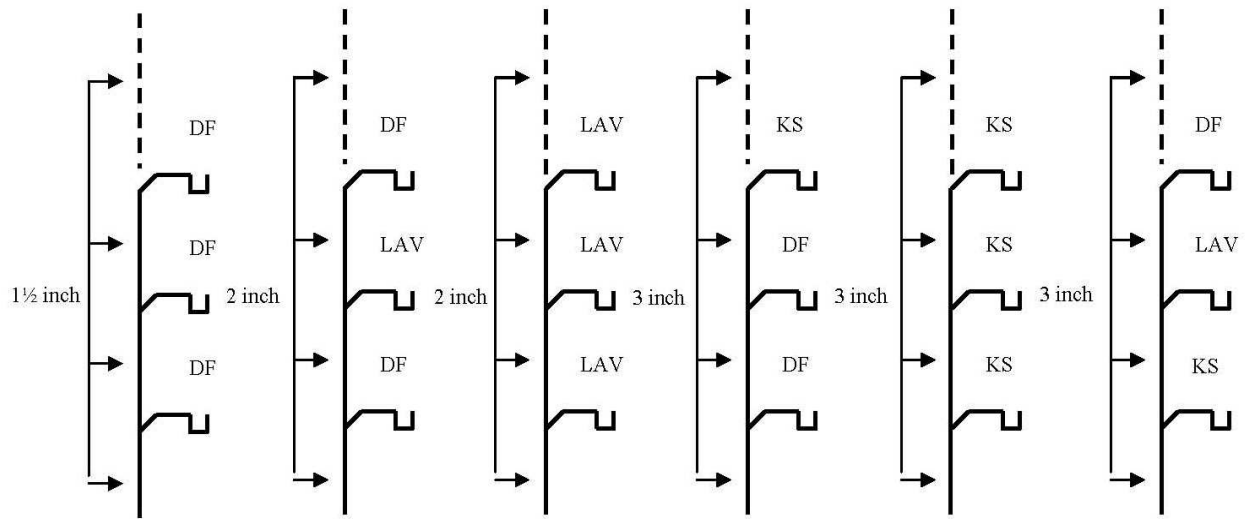 DF DF LAV KS KS DF
DF LAV LAV DF KS LAV
1½ inch 2 inch 2 inch 3 inch 3 inch 3 inch
DF DF LAV DF KS KS